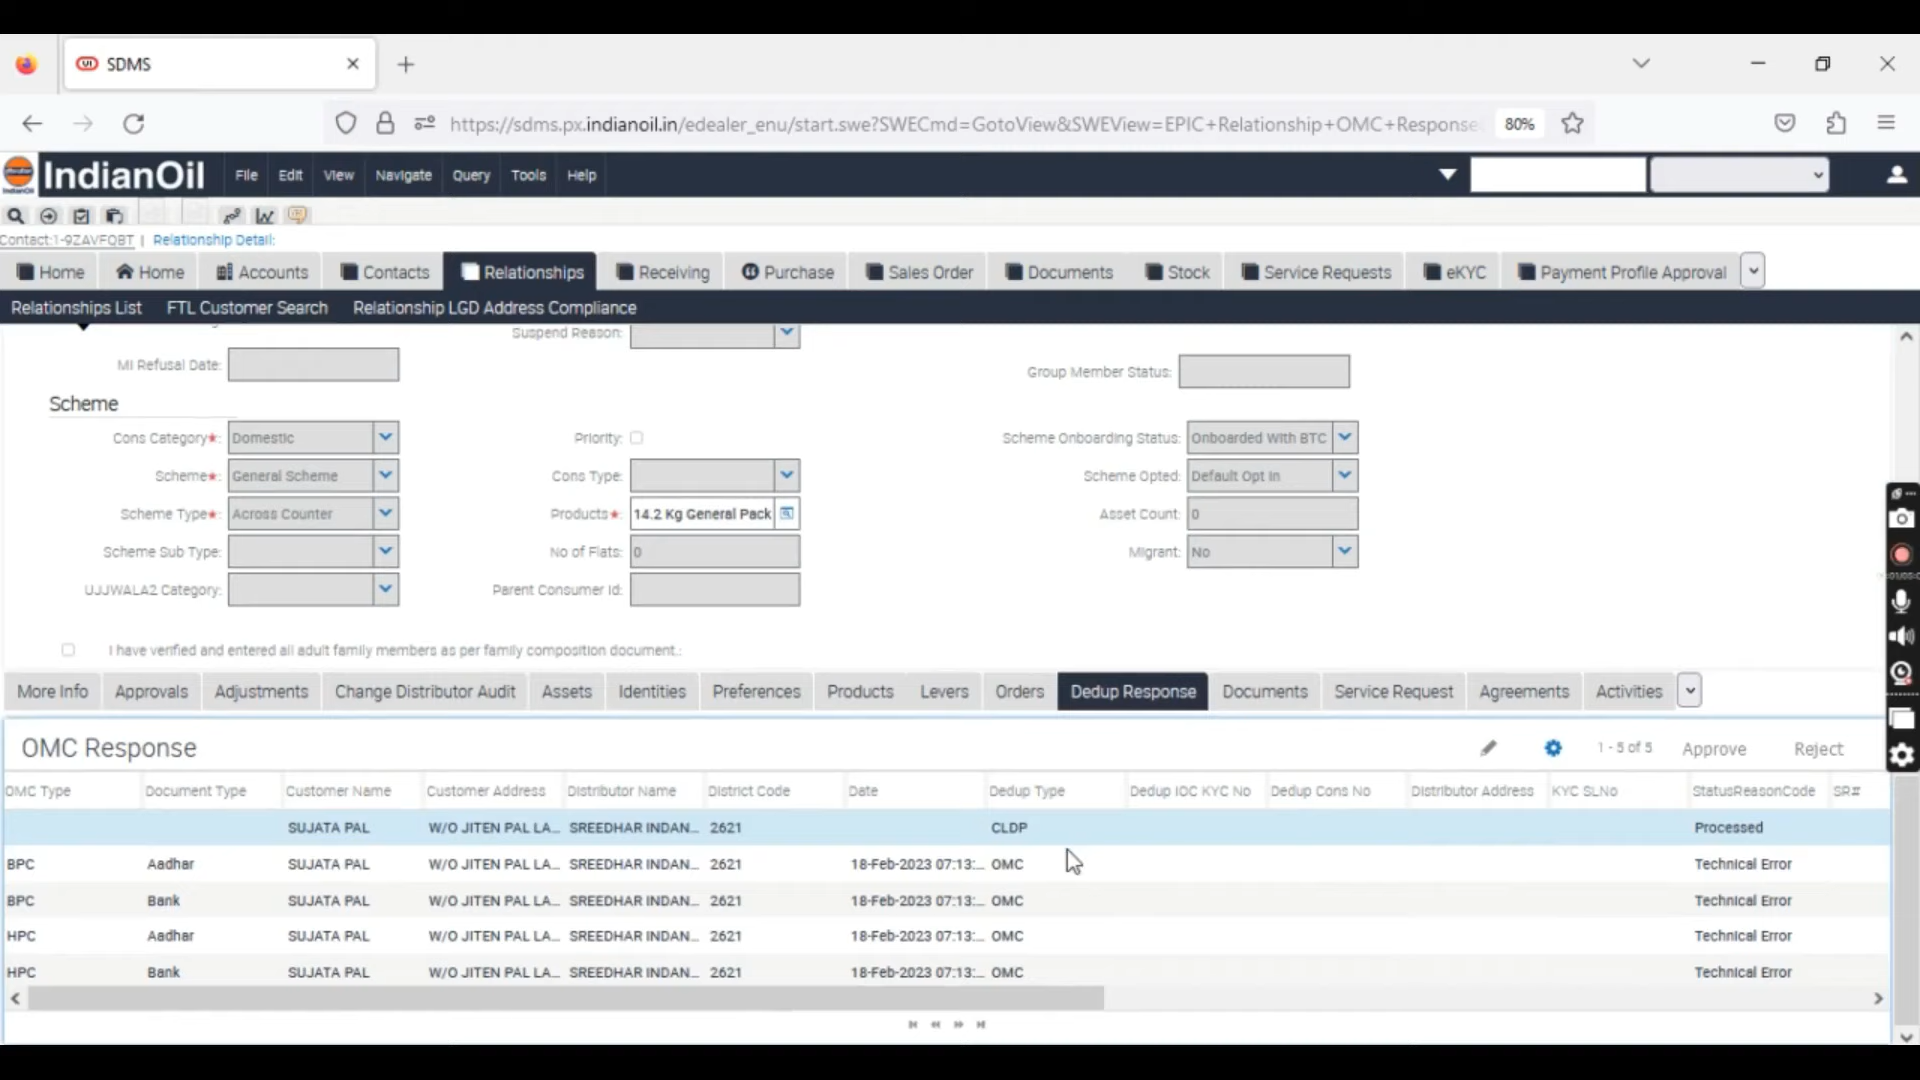 SDMS
https://sdms.px.indianoil.in/edealer_enu/start.swe?SWECmd=GotoView&SWEView=EPIC+Relationship+OMC+Response 80%
IndianOil File Edit View Navigate Query Tools Help
Contact:1-9ZAVFQBT | Relationship Detail:
Home Home Accounts Contacts Relationships Receiving Purchase Sales Order Documents Stock Service Requests eKYC Payment Profile Approval
Relationships List FTL Customer Search Relationship LGD Address Compliance
Suspend Reason:
MI Refusal Date: Group Member Status:
Scheme
Cons Category*: Domestic Priority: Scheme Onboarding Status: Onboarded With BTC
Scheme*: General Scheme Cons Type: Scheme Opted: Default Opt In
Scheme Type*: Across Counter Products*: 14.2 Kg General Pack Asset Count: 0
Scheme Sub Type: No of Flats: 0 Migrant: No
UJJWALA2 Category: Parent Consumer Id:
I have verified and entered all adult family members as per family composition document.:
More Info Approvals Adjustments Change Distributor Audit Assets Identities Preferences Products Levers Orders Dedup Response Documents Service Request Agreements Activities
OMC Response 1 - 5 of 5 Approve Reject
OMC Type Document Type Customer Name Customer Address Distributor Name District Code Date Dedup Type Dedup IOC KYC No Dedup Cons No Distributor Address KYC SLNo StatusReasonCode SR#
SUJATA PAL W/O JITEN PAL LA... SREEDHAR INDAN... 2621 CLDP Processed
BPC Aadhar SUJATA PAL W/O JITEN PAL LA... SREEDHAR INDAN... 2621 18-Feb-2023 07:13:... OMC Technical Error
BPC Bank SUJATA PAL W/O JITEN PAL LA... SREEDHAR INDAN... 2621 18-Feb-2023 07:13:... OMC Technical Error
HPC Aadhar SUJATA PAL W/O JITEN PAL LA... SREEDHAR INDAN... 2621 18-Feb-2023 07:13:... OMC Technical Error
HPC Bank SUJATA PAL W/O JITEN PAL LA... SREEDHAR INDAN... 2621 18-Feb-2023 07:13:... OMC Technical Error